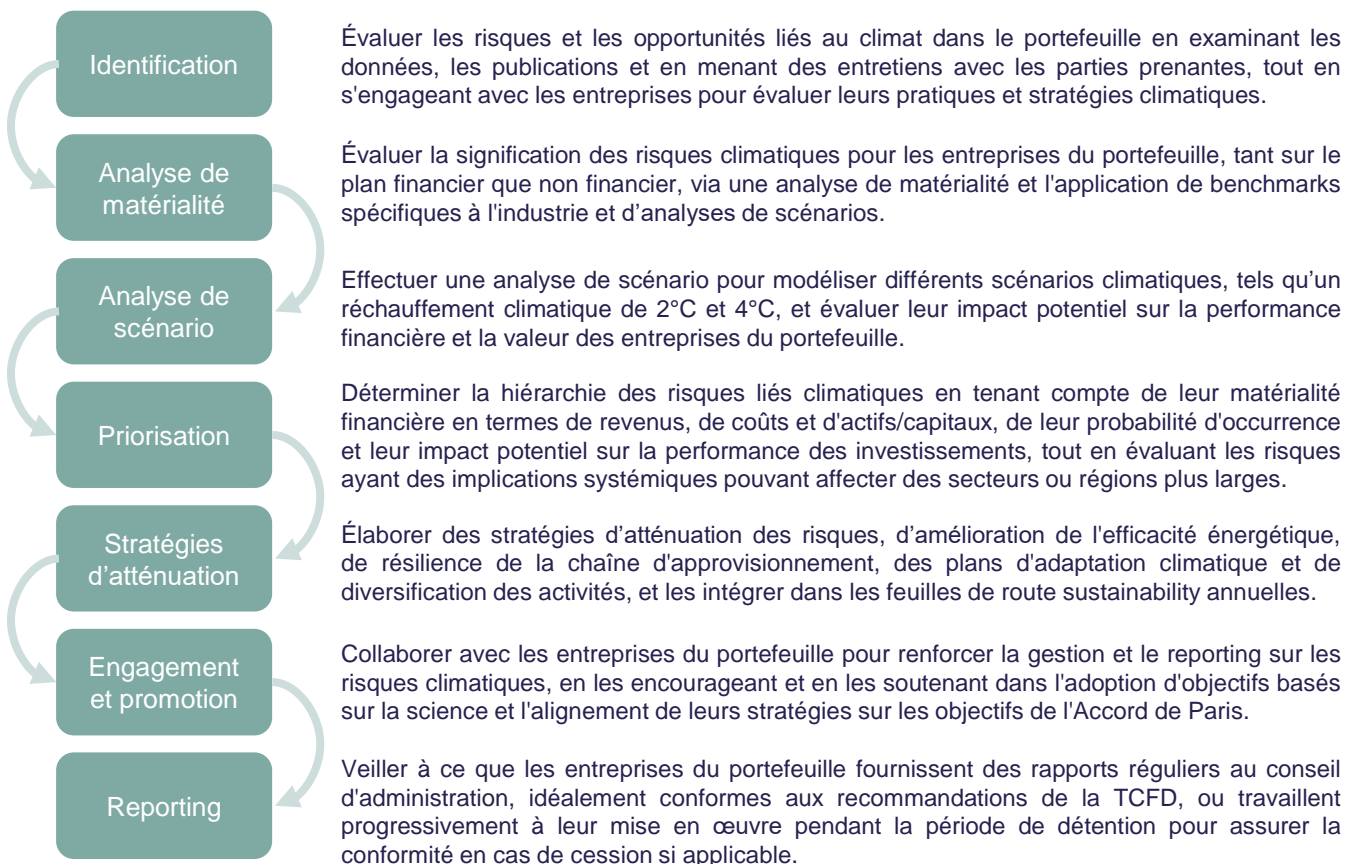 Identification
Évaluer les risques et les opportunités liés au climat dans le portefeuille en examinant les
données, les publications et en menant des entretiens avec les parties prenantes, tout en
s'engageant avec les entreprises pour évaluer leurs pratiques et stratégies climatiques.
Analyse de
matérialité
Évaluer la signification des risques climatiques pour les entreprises du portefeuille, tant sur le
plan financier que non financier, via une analyse de matérialité et l'application de benchmarks
spécifiques à l'industrie et d’analyses de scénarios.
Analyse de
scénario
Effectuer une analyse de scénario pour modéliser différents scénarios climatiques, tels qu’un
réchauffement climatique de 2°C et 4°C, et évaluer leur impact potentiel sur la performance
financière et la valeur des entreprises du portefeuille.
Priorisation
Déterminer la hiérarchie des risques liés climatiques en tenant compte de leur matérialité
financière en termes de revenus, de coûts et d'actifs/capitaux, de leur probabilité d'occurrence
et leur impact potentiel sur la performance des investissements, tout en évaluant les risques
ayant des implications systémiques pouvant affecter des secteurs ou régions plus larges.
Stratégies
d’atténuation
Élaborer des stratégies d’atténuation des risques, d’amélioration de l'efficacité énergétique,
de résilience de la chaîne d'approvisionnement, des plans d'adaptation climatique et de
diversification des activités, et les intégrer dans les feuilles de route sustainability annuelles.
Engagement
et promotion
Collaborer avec les entreprises du portefeuille pour renforcer la gestion et le reporting sur les
risques climatiques, en les encourageant et en les soutenant dans l'adoption d'objectifs basés
sur la science et l'alignement de leurs stratégies sur les objectifs de l'Accord de Paris.
Reporting
Veiller à ce que les entreprises du portefeuille fournissent des rapports réguliers au conseil
d'administration, idéalement conformes aux recommandations de la TCFD, ou travaillent
progressivement à leur mise en œuvre pendant la période de détention pour assurer la
conformité en cas de cession si applicable.